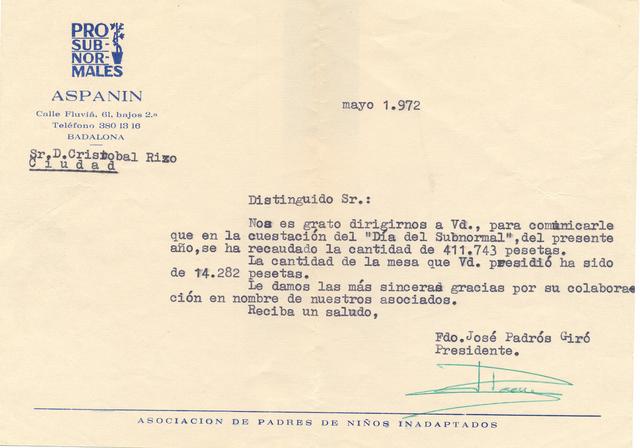 PRO
SUB-
NOR-
MALES
ASPANIN
Calle Fluviá, 61, bajos 2.ª
Teléfono 380 13 16
BADALONA
mayo 1.972
Sr.D.Cristobal Rizo
Ciudad
Distinguido Sr.:
Nos es grato dirigirnos a Vd., para comunicarle
que en la cuestación del "Día del Subnormal",del presente
año,se ha recaudado la cantidad de 411.743 pesetas.
La cantidad de la mesa que Vd. presidió ha sido
de 14.282 pesetas.
Le damos las más sinceras gracias por su colabora-
ción en nombre de nuestros asociados.
Reciba un saludo,
Fdo.José Padrós Giró
Presidente.
ASOCIACION DE PADRES DE NIÑOS INADAPTADOS